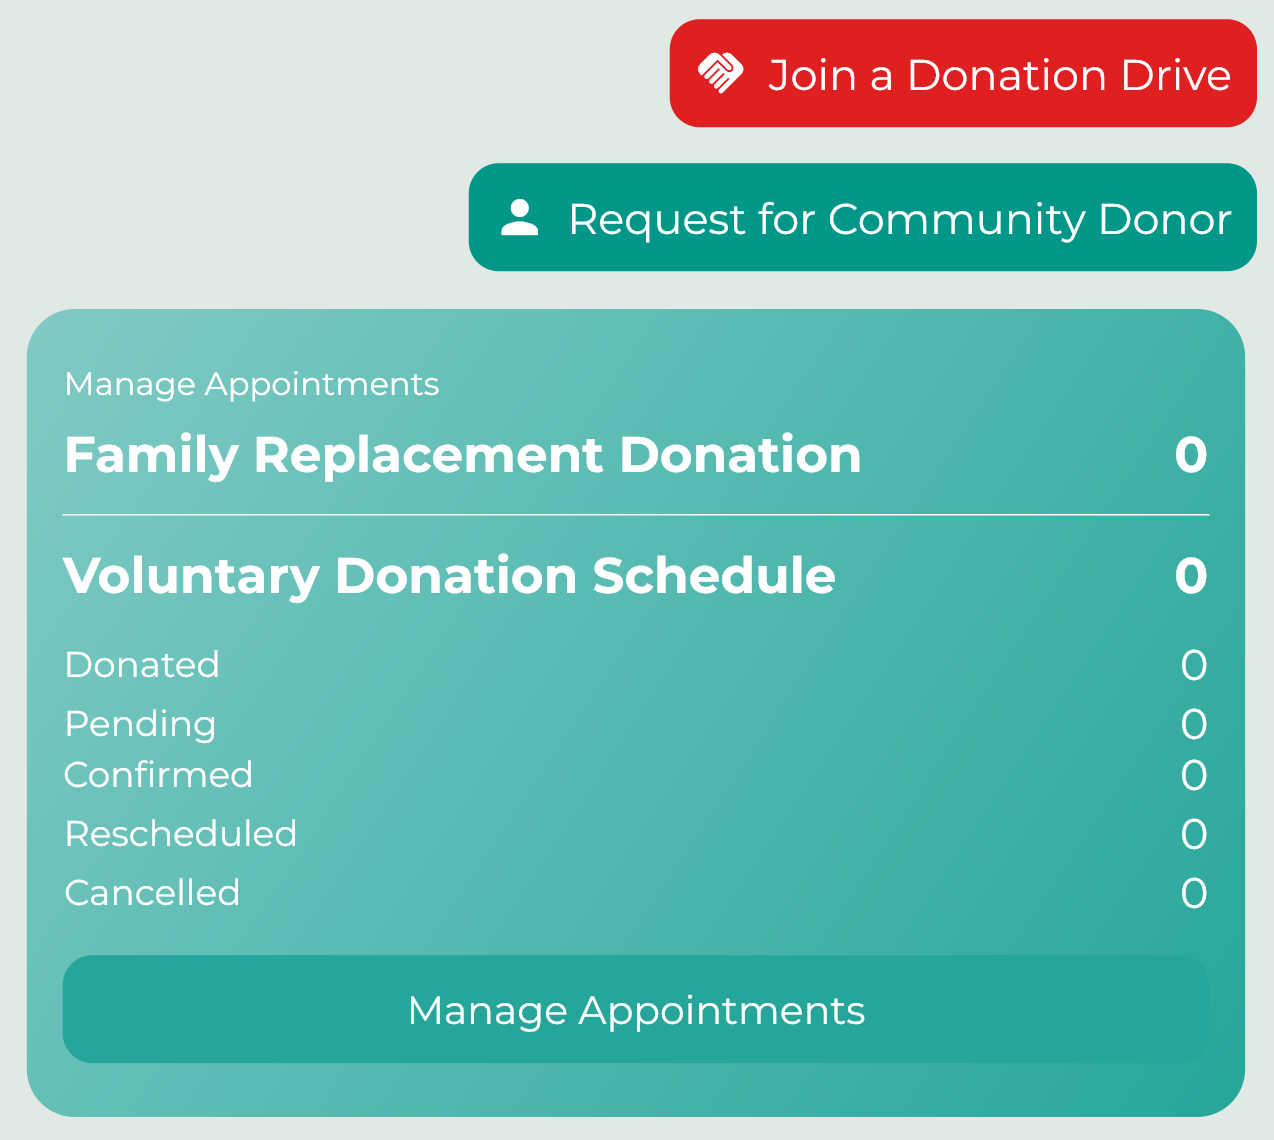 Join a Donation Drive
Request for Community Donor
Manage Appointments
Family Replacement Donation 0
Voluntary Donation Schedule 0
Donated 0
Pending 0
Confirmed 0
Rescheduled 0
Cancelled 0
Manage Appointments